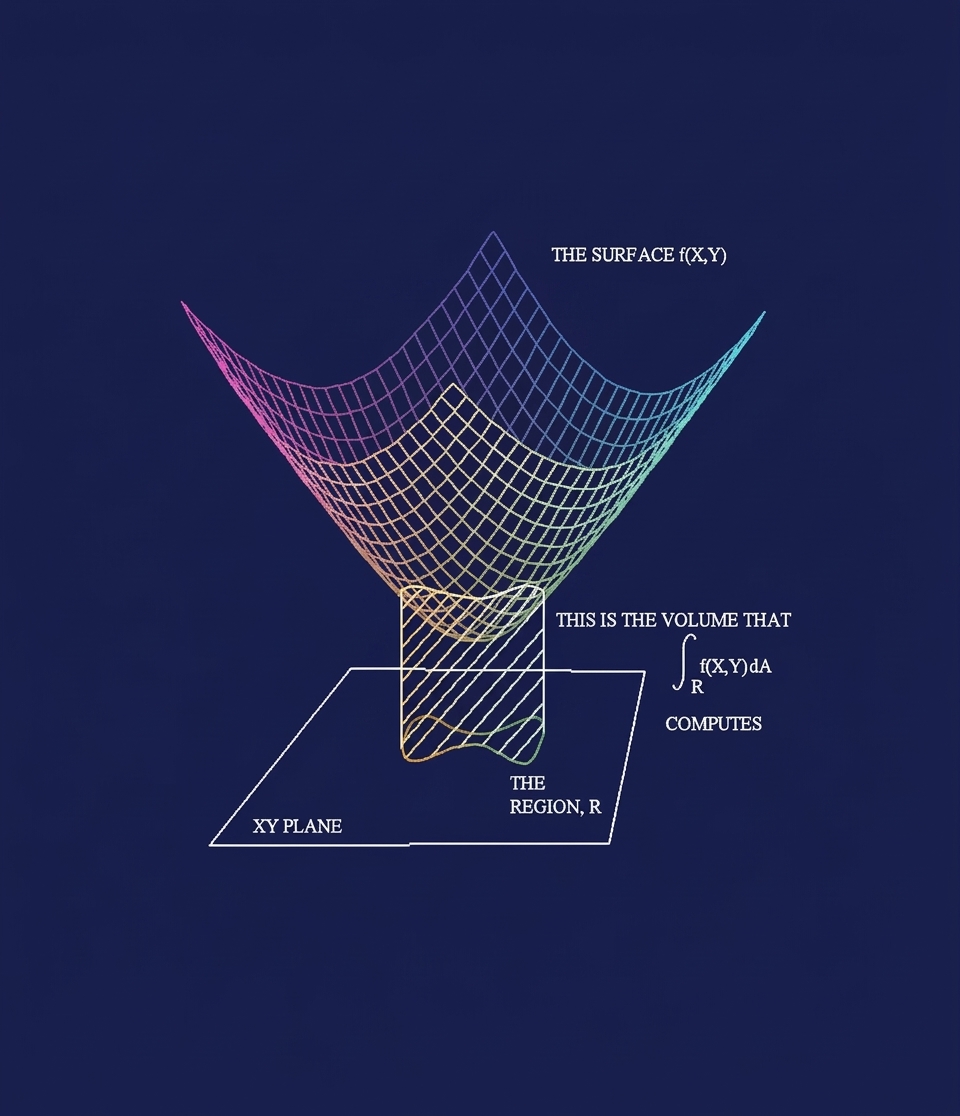 THE SURFACE f(X,Y)
THIS IS THE VOLUME THAT
∫ f(X,Y)dA
R
COMPUTES
THE
REGION, R
XY PLANE